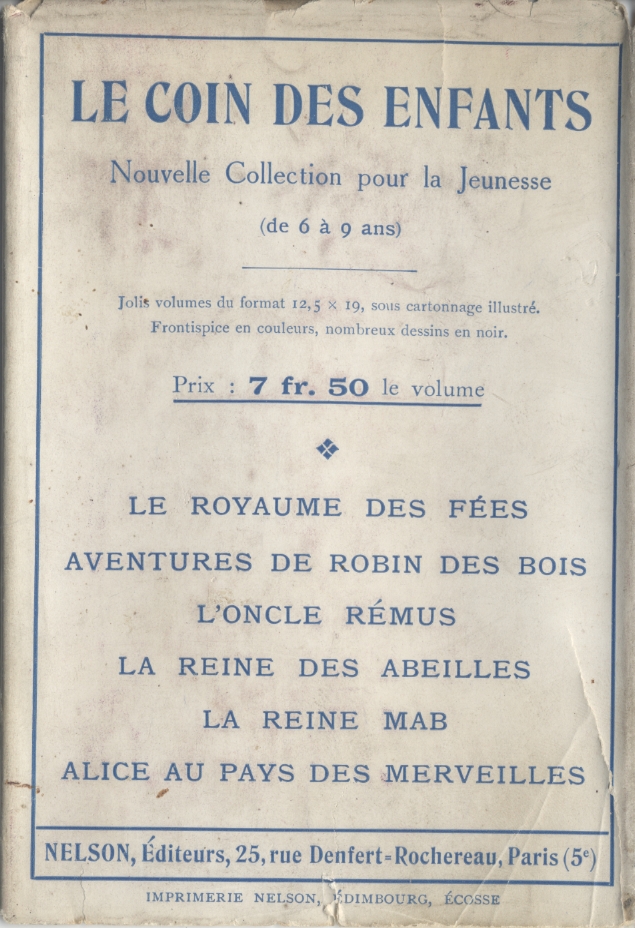 LE COIN DES ENFANTS
Nouvelle Collection pour la Jeunesse
(de 6 à 9 ans)
Jolis volumes du format 12,5 × 19, sous cartonnage illustré.
Frontispice en couleurs, nombreux dessins en noir.
Prix : 7 fr. 50 le volume
LE ROYAUME DES FÉES
AVENTURES DE ROBIN DES BOIS
L'ONCLE RÉMUS
LA REINE DES ABEILLES
LA REINE MAB
ALICE AU PAYS DES MERVEILLES
NELSON, Éditeurs, 25, rue Denfert-Rochereau, Paris (5e)
IMPRIMERIE NELSON, ÉDIMBOURG, ÉCOSSE